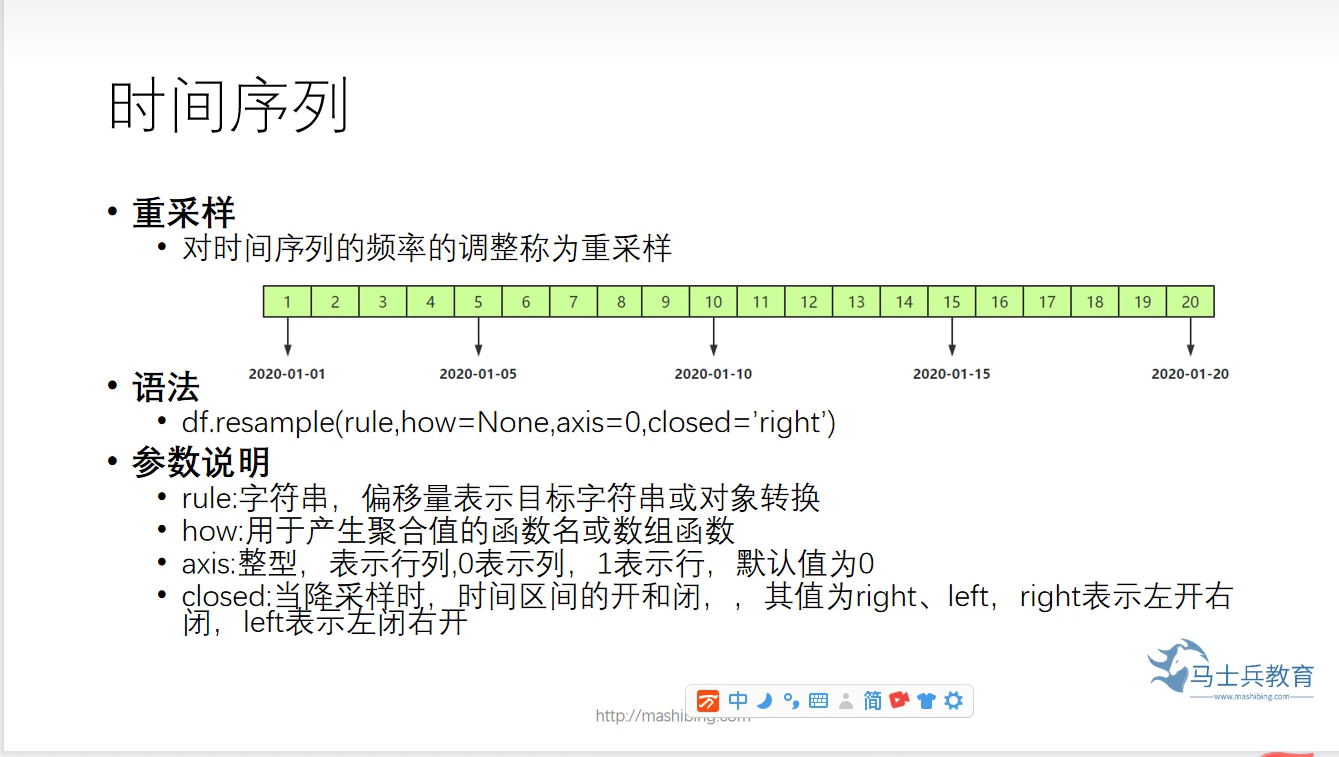 时间序列
• 重采样
• 对时间序列的频率的调整称为重采样
1 2 3 4 5 6 7 8 9 10 11 12 13 14 15 16 17 18 19 20
2020-01-01 2020-01-05 2020-01-10 2020-01-15 2020-01-20
• 语法
• df.resample(rule,how=None,axis=0,closed=’right’)
• 参数说明
• rule:字符串，偏移量表示目标字符串或对象转换
• how:用于产生聚合值的函数名或数组函数
• axis:整型，表示行列,0表示列，1表示行，默认值为0
• closed:当降采样时，时间区间的开和闭，，其值为right、left，right表示左开右
闭，left表示左闭右开
马士兵教育
www.mashibing.com
中 简
http://mashibing.com